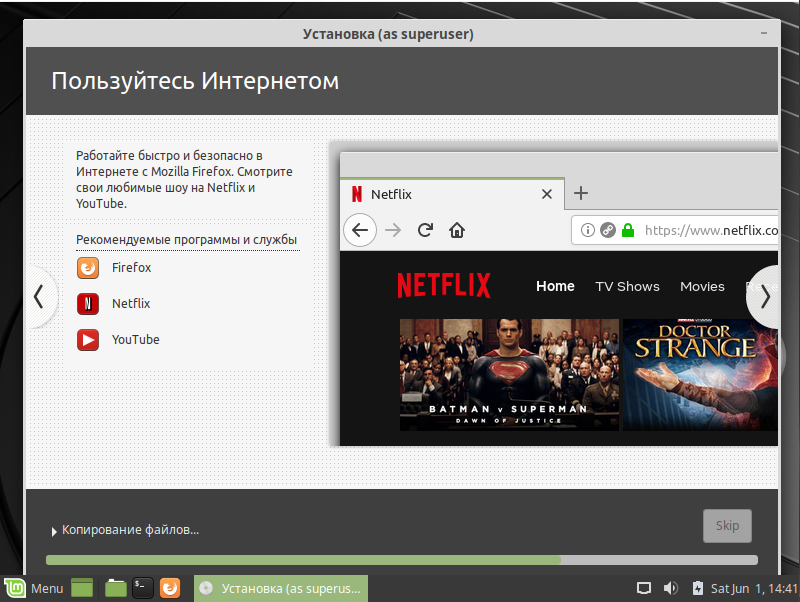 Установка (as superuser)
Пользуйтесь Интернетом
Работайте быстро и безопасно в
Интернете с Mozilla Firefox. Смотрите
свои любимые шоу на Netflix и
YouTube.
Рекомендуемые программы и службы
Firefox
Netflix
YouTube
Netflix
https://www.netflix.co
NETFLIX
Home TV Shows Movies
BATMAN V SUPERMAN
DAWN OF JUSTICE
DOCTOR
STRANGE
Копирование файлов...
Skip
Menu
Установка (as superus...
Sat Jun 1, 14:41